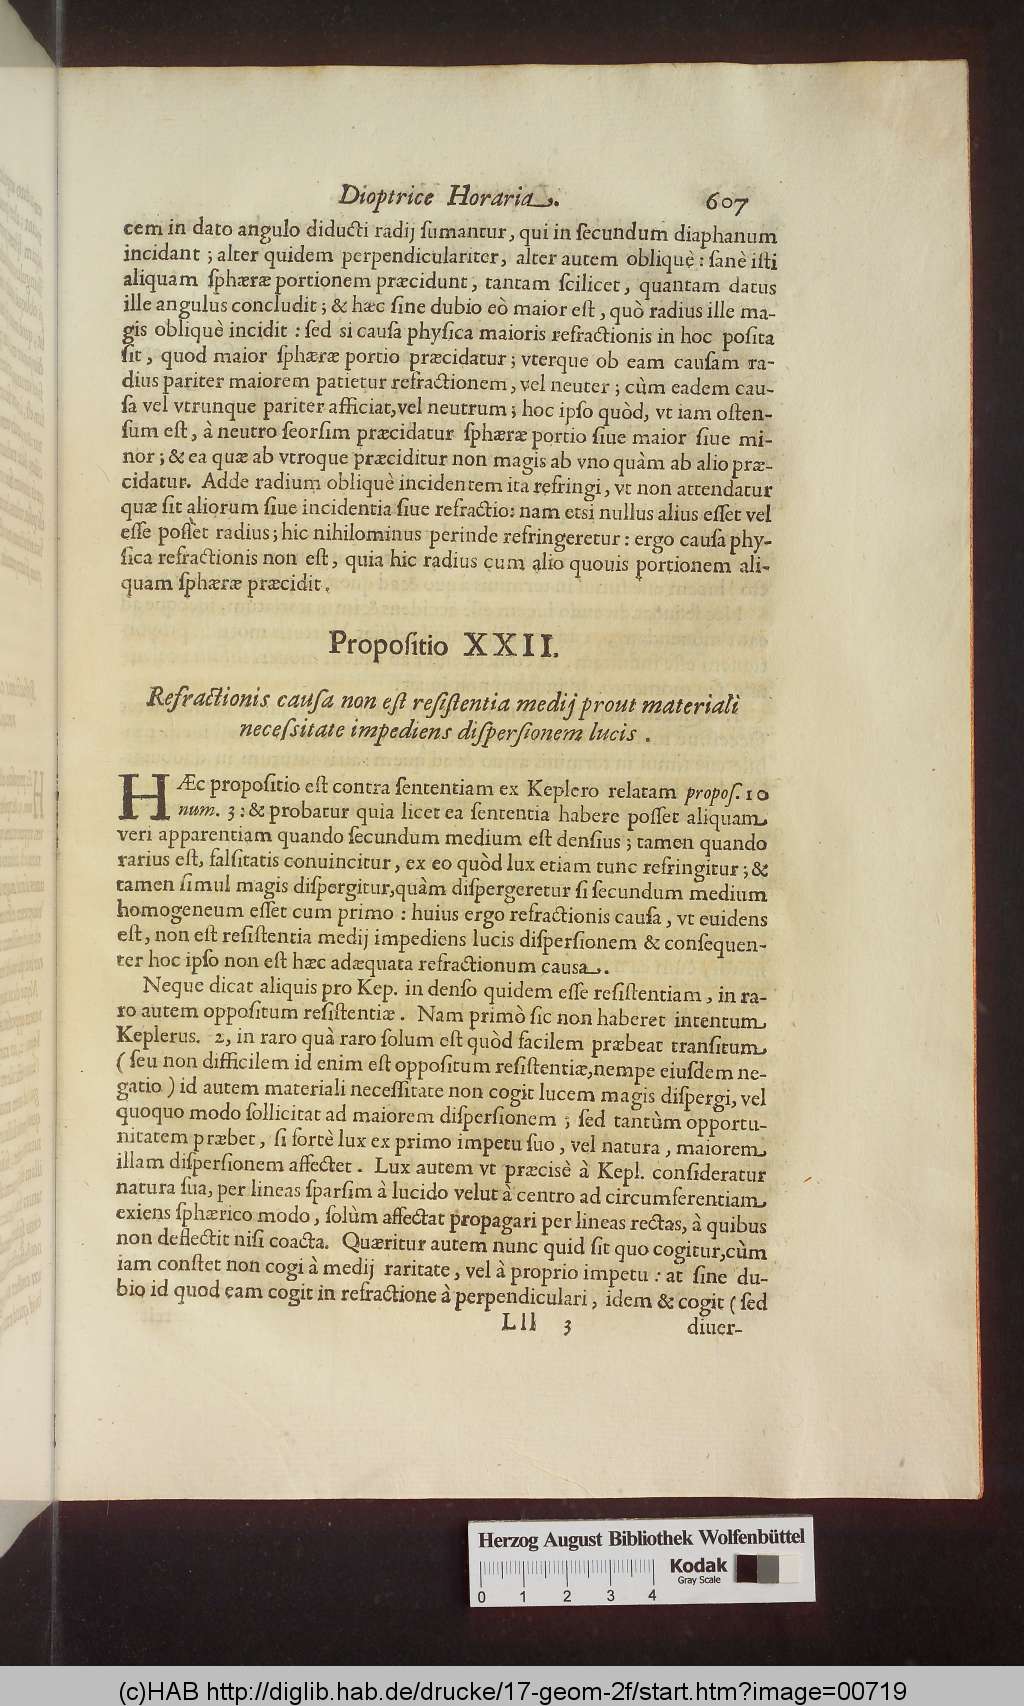 Dioptrice Horaria. 607
cem in dato angulo diducti radij ſumantur, qui in ſecundum diaphanum
incidant ; alter quidem perpendiculariter, alter autem obliquè : ſanè iſti
aliquam ſphæræ portionem præcidunt, tantam ſcilicet, quantam datus
ille angulus concludit ; & hæc ſine dubio eò maior eſt, quò radius ille ma-
gis obliquè incidit : ſed si cauſa phyſica maioris refractionis in hoc poſita
ſit, quod maior ſphæræ portio præcidatur ; vterque ob eam cauſam ra-
dius pariter maiorem patietur refractionem, vel neuter ; cùm eadem cau-
ſa vel vtrunque pariter afficiat, vel neutrum ; hoc ipſo quòd, vt iam oſten-
ſum eſt, à neutro ſeorſim præcidatur ſphæræ portio ſiue maior ſiue mi-
nor ; & ea quæ ab vtroque præciditur non magis ab vno quàm ab alio præ-
cidatur. Adde radium obliquè incidentem ita refringi, vt non attendatur
quæ ſit aliorum ſiue incidentia ſiue refractio: nam etsi nullus alius eſſet vel
eſſe poſſet radius ; hic nihilominus perinde refringeretur : ergo cauſa phy-
ſica refractionis non eſt, quia hic radius cum alio quouis portionem ali-
quam ſphæræ præcidit.
Propoſitio XXII.
Refractionis cauſa non eſt reſiſtentia medij prout materiali
neceſsitate impediens diſperſionem lucis .
HÆc propoſitio eſt contra ſententiam ex Keplero relatam propoſ. 10
num. 3 : & probatur quia licet ea ſententia habere poſſet aliquam
veri apparentiam quando ſecundum medium eſt denſius ; tamen quando
rarius eſt, falſitatis conuincitur, ex eo quòd lux etiam tunc refringitur ; &
tamen ſimul magis diſpergitur, quàm diſpergeretur ſi ſecundum medium
homogeneum eſſet cum primo : huius ergo refractionis cauſa, vt euidens
eſt, non eſt reſiſtentia medij impediens lucis diſperſionem & conſequen-
ter hoc ipſo non eſt hæc adæquata refractionum causa.
Neque dicat aliquis pro Kep. in denſo quidem eſſe reſiſtentiam, in ra-
ro autem oppoſitum reſiſtentiæ. Nam primò ſic non haberet intentum
Keplerus. 2, in raro quà raro ſolum eſt quòd facilem præbeat tranſitum
( ſeu non difficilem id enim eſt oppoſitum reſiſtentiæ, nempe eiuſdem ne-
gatio ) id autem materiali neceſſitate non cogit lucem magis diſpergi, vel
quoquo modo ſollicitat ad maiorem diſperſionem ; ſed tantùm opportu-
nitatem præbet, ſi fortè lux ex primo impetu ſuo, vel natura, maiorem
illam diſperſionem affectet. Lux autem vt præcisè à Kepl. conſideratur
natura ſua, per lineas ſparſim à lucido velut à centro ad circumferentiam
exiens ſphærico modo, ſolùm affectat propagari per lineas rectas, à quibus
non deflectit niſi coacta. Quæritur autem nunc quid ſit quo cogitur, cùm
iam conſtet non cogi à medij raritate, vel à proprio impetu : at ſine du-
bio id quod eam cogit in refractione à perpendiculari, idem & cogit ( ſed
Lll 3 diuer-
Herzog August Bibliothek Wolfenbüttel
Kodak
Gray Scale
0 1 2 3 4
(c)HAB http://diglib.hab.de/drucke/17-geom-2f/start.htm?image=00719